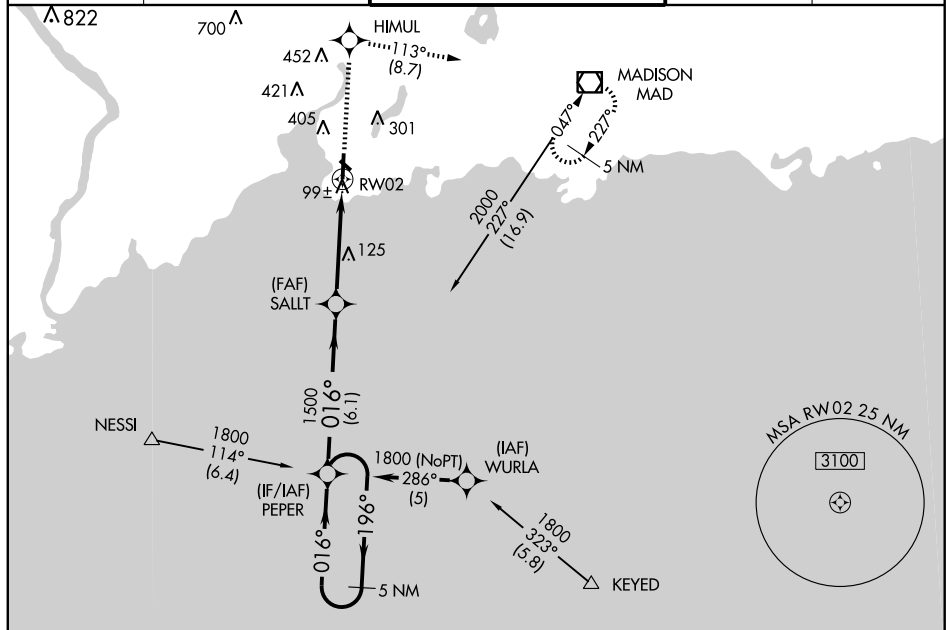 822
700
HIMUL
113°
(8.7)
452
421
405
301
MADISON
MAD
047°
227°
5 NM
99±
RW02
2000
227°
(16.9)
125
(FAF)
SALLT
1500
016°
(6.1)
NESSI
1800
114°
(6.4)
(IF/IAF)
PEPER
1800 (NoPT)
286°
(5)
(IAF)
WURLA
016°
196°
5 NM
1800
323°
(5.8)
KEYED
MSA RW02 25 NM
3100